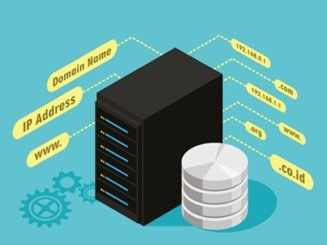 Domain Name
IP Address
www.
192.168.0.1
.com
192.168.1.1
.org
www.
.co.id